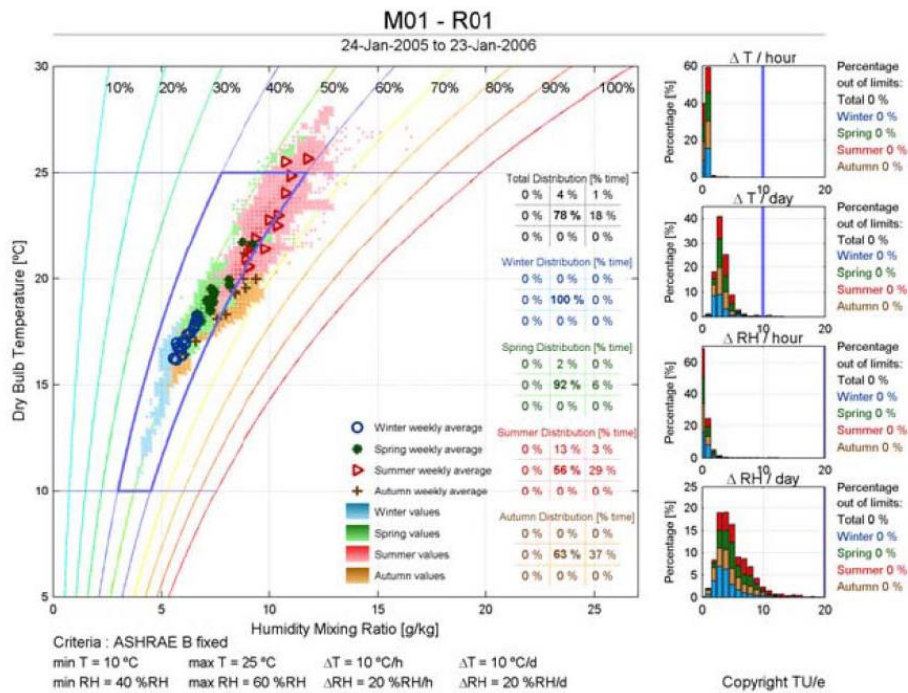 M01 - R01
24-Jan-2005 to 23-Jan-2006
30
25
20
15
10
5
Dry Bulb Temperature [ºC]
10% 20% 30% 40% 50% 60% 70% 80% 90% 100%
Total Distribution [% time]
0 % 4 % 1 %
0 % 78 % 18 %
0 % 0 % 0 %
Winter Distribution [% time]
0 % 0 % 0 %
0 % 100 % 0 %
0 % 0 % 0 %
Spring Distribution [% time]
0 % 2 % 0 %
0 % 92 % 6 %
0 % 0 % 0 %
Summer Distribution [% time]
0 % 13 % 3 %
0 % 56 % 29 %
0 % 0 % 0 %
Autumn Distribution [% time]
0 % 0 % 0 %
0 % 63 % 37 %
0 % 0 % 0 %
Winter weekly average
Spring weekly average
Summer weekly average
Autumn weekly average
Winter values
Spring values
Summer values
Autumn values
0 5 10 15 20 25
Humidity Mixing Ratio [g/kg]
Δ T / hour
Percentage [%]
60
40
20
0
0 10 20
Percentage
out of limits:
Total 0 %
Winter 0 %
Spring 0 %
Summer 0 %
Autumn 0 %
Δ T / day
Percentage [%]
40
30
20
10
0
0 10 20
Percentage
out of limits:
Total 0 %
Winter 0 %
Spring 0 %
Summer 0 %
Autumn 0 %
Δ RH / hour
Percentage [%]
60
40
20
0
0 10 20
Percentage
out of limits:
Total 0 %
Winter 0 %
Spring 0 %
Summer 0 %
Autumn 0 %
Δ RH / day
Percentage [%]
25
20
15
10
5
0
0 10 20
Percentage
out of limits:
Total 0 %
Winter 0 %
Spring 0 %
Summer 0 %
Autumn 0 %
Criteria : ASHRAE B fixed
min T = 10 ºC max T = 25 ºC ΔT = 10 ºC/h ΔT = 10 ºC/d
min RH = 40 %RH max RH = 60 %RH ΔRH = 20 %RH/h ΔRH = 20 %RH/d
Copyright TU/e